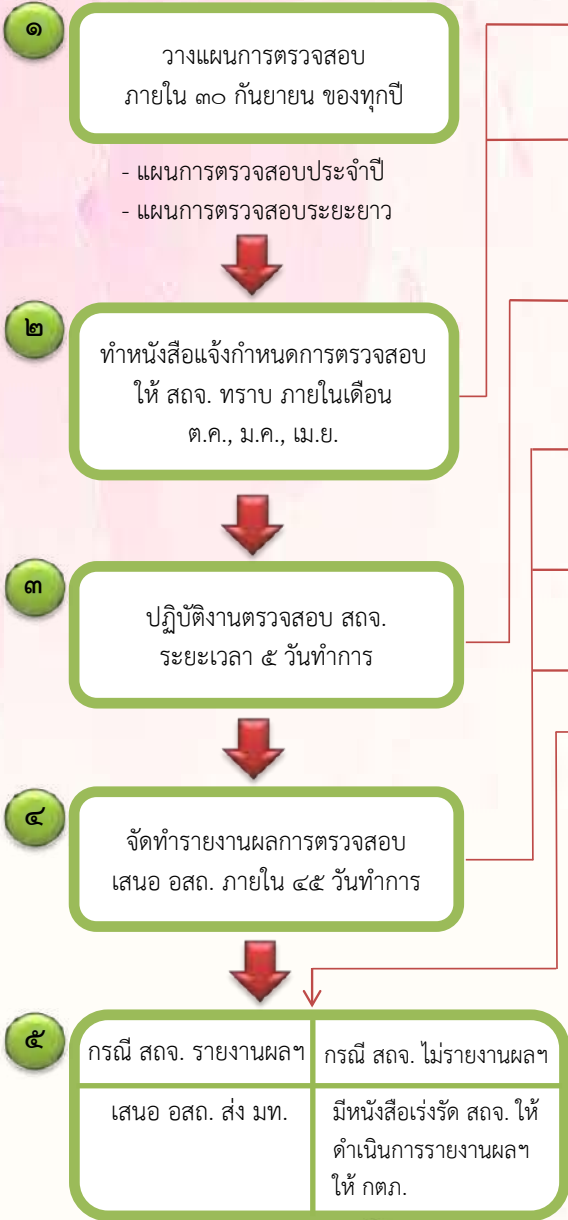 ๑
วางแผนการตรวจสอบ
ภายใน ๓๐ กันยายน ของทุกปี
- แผนการตรวจสอบประจำปี
- แผนการตรวจสอบระยะยาว
๒
ทำหนังสือแจ้งกำหนดการตรวจสอบ
ให้ สถจ. ทราบ ภายในเดือน
ต.ค., ม.ค., เม.ย.
๓
ปฏิบัติงานตรวจสอบ สถจ.
ระยะเวลา ๕ วันทำการ
๔
จัดทำรายงานผลการตรวจสอบ
เสนอ อสถ. ภายใน ๔๕ วันทำการ
๕
กรณี สถจ. รายงานผลฯ
กรณี สถจ. ไม่รายงานผลฯ
เสนอ อสถ. ส่ง มท.
มีหนังสือเร่งรัด สถจ. ให้
ดำเนินการรายงานผลฯ
ให้ กตภ.